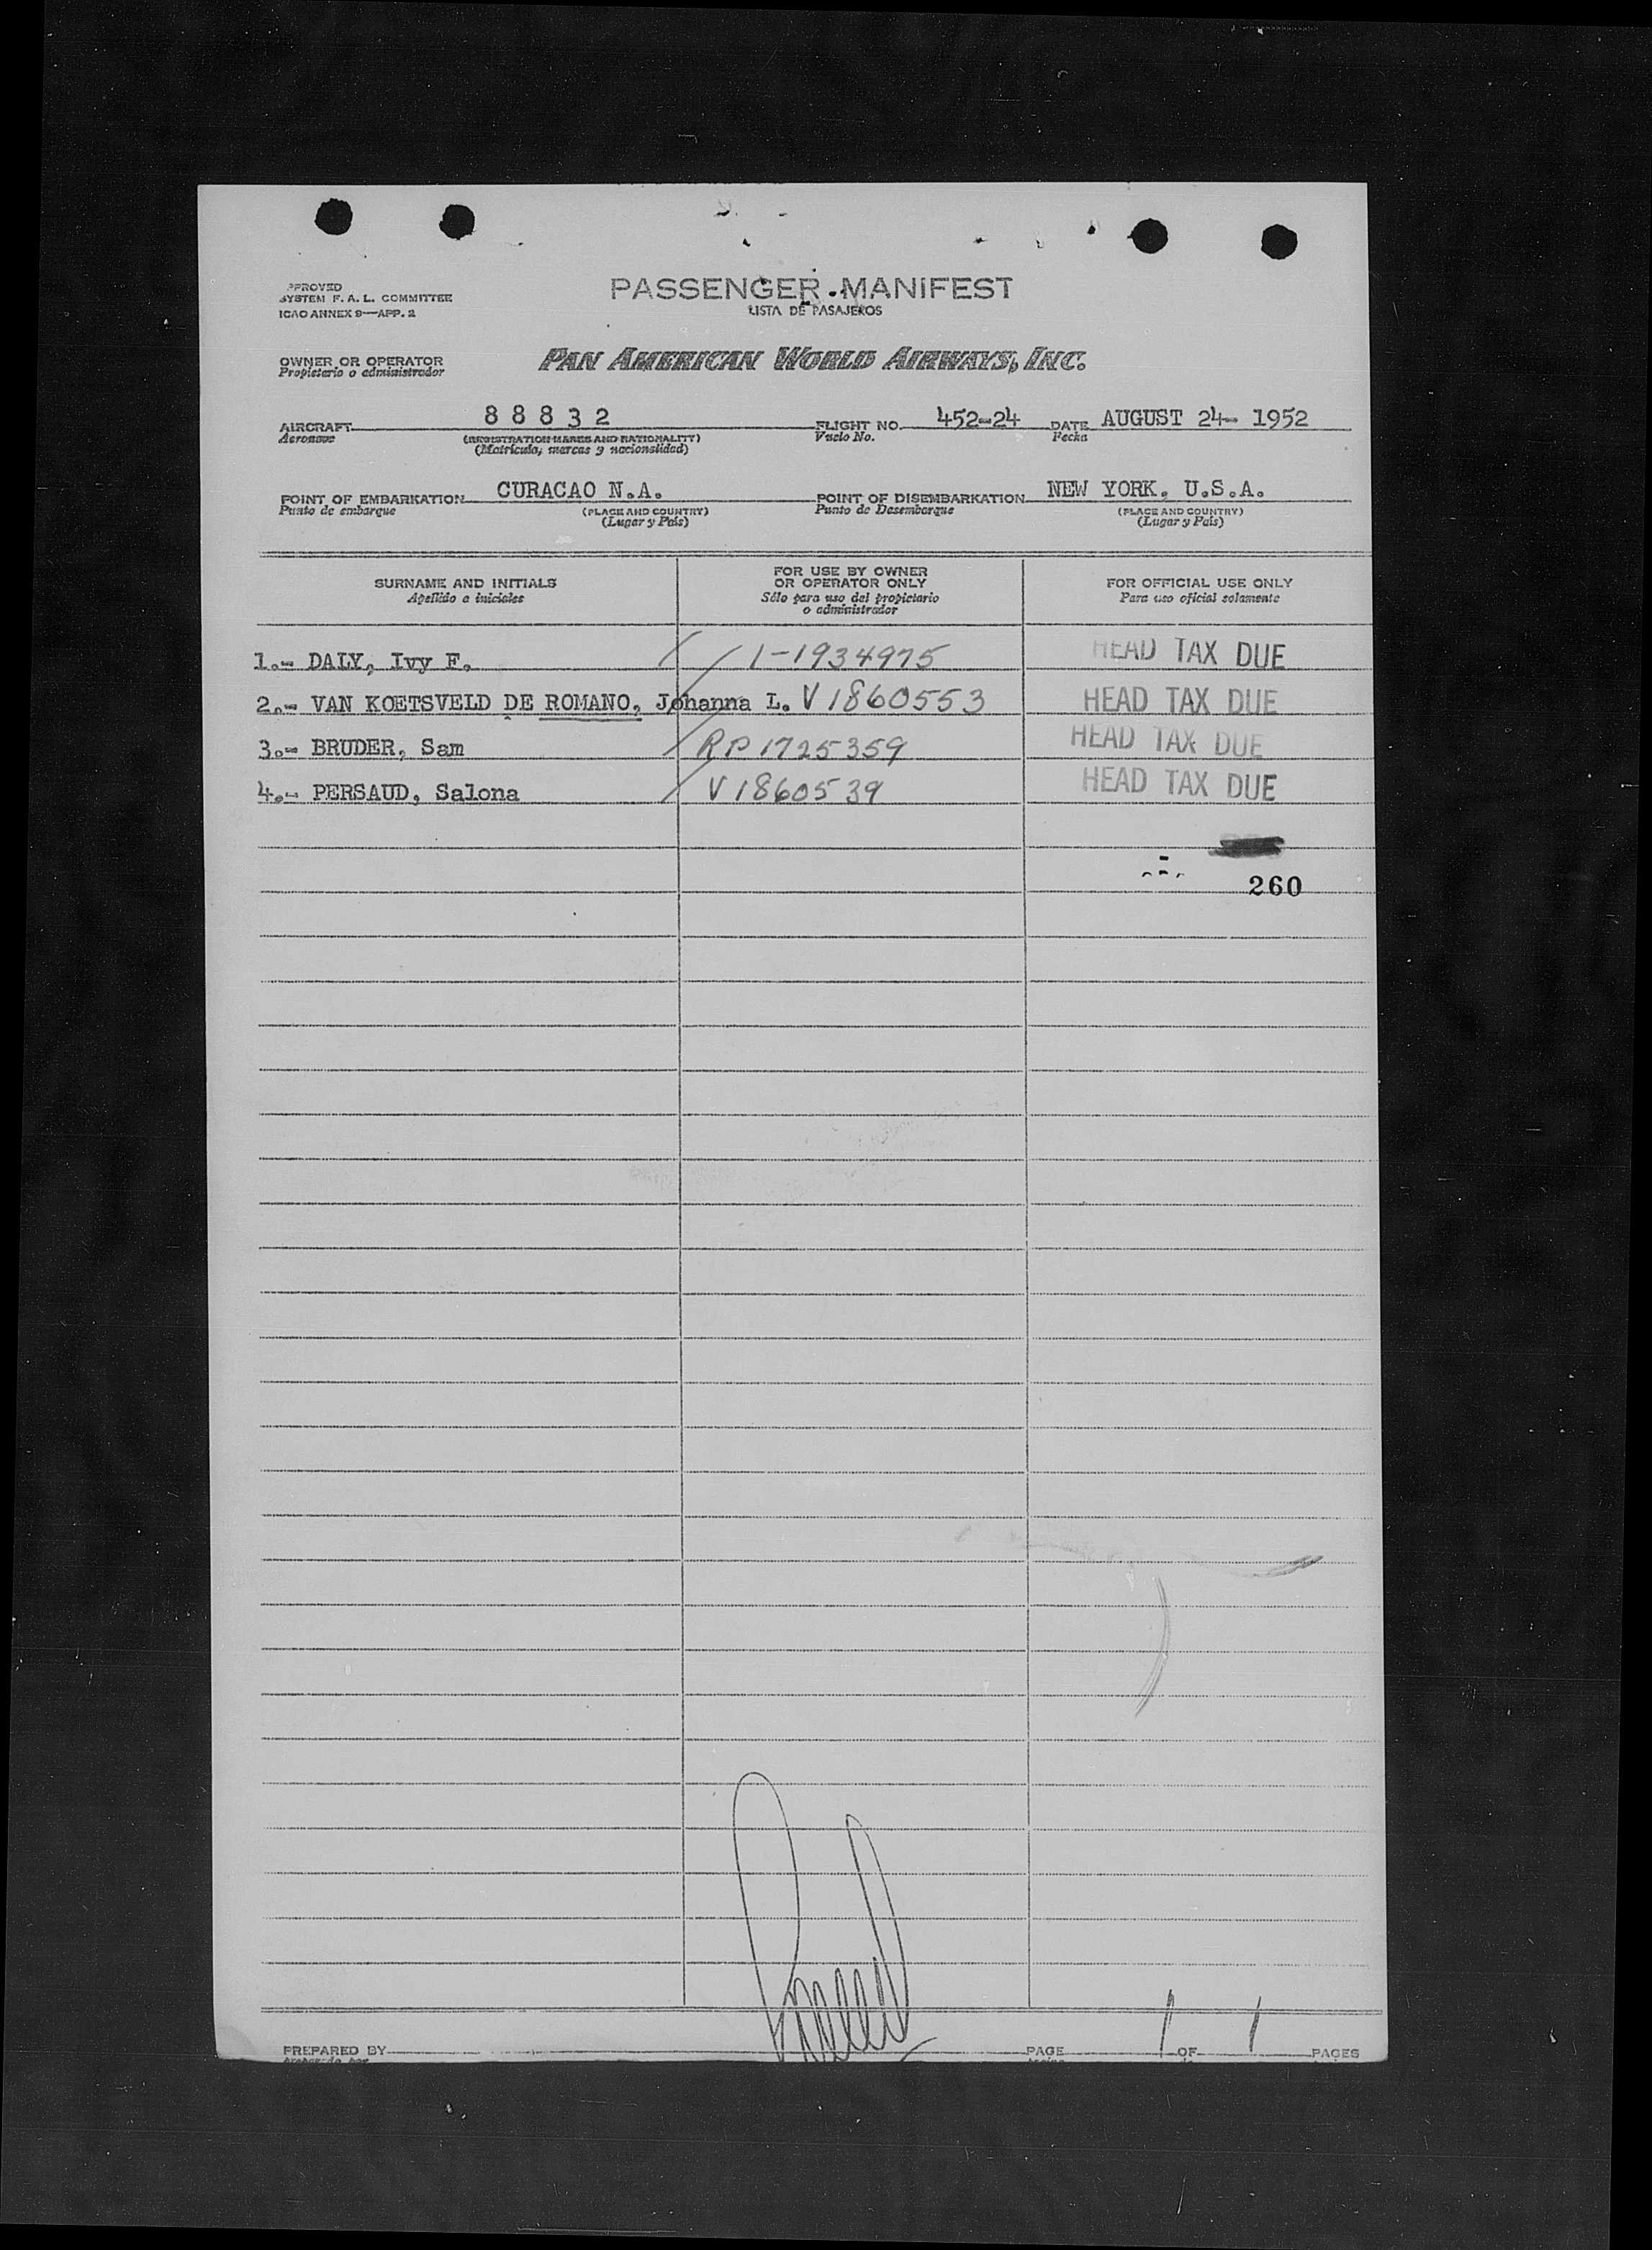 PPROVED
SYSTEM F. A. L. COMMITTEE
ICAO ANNEX 9—APP. 2
PASSENGER MANIFEST
LISTA DE PASAJEROS
OWNER OR OPERATOR
Propietario o administrador
PAN AMERICAN WORLD AIRWAYS, INC.
AIRCRAFT 88832 FLIGHT NO. 452-24 DATE AUGUST 24- 1952
Aeronave (REGISTRATION MARKS AND NATIONALITY) Vuelo No. Fecha
(Matrícula, marcas y nacionalidad)
POINT OF EMBARKATION CURACAO N.A. POINT OF DISEMBARKATION NEW YORK, U.S.A.
Punto de embarque (PLACE AND COUNTRY) Punto de Desembarque (PLACE AND COUNTRY)
(Lugar y País) (Lugar y País)
SURNAME AND INITIALS
Apellido e iniciales
FOR USE BY OWNER
OR OPERATOR ONLY
Sólo para uso del propietario
o administrador
FOR OFFICIAL USE ONLY
Para uso oficial solamente
1.- DALY, Ivy F. 1-1934975 HEAD TAX DUE
2.- VAN KOETSVELD DE ROMANO, Johanna L. V1860553 HEAD TAX DUE
3.- BRUDER, Sam RP 1725359 HEAD TAX DUE
4.- PERSAUD, Salona V1860539 HEAD TAX DUE
260
PREPARED BY PAGE 1 OF 1 PAGES